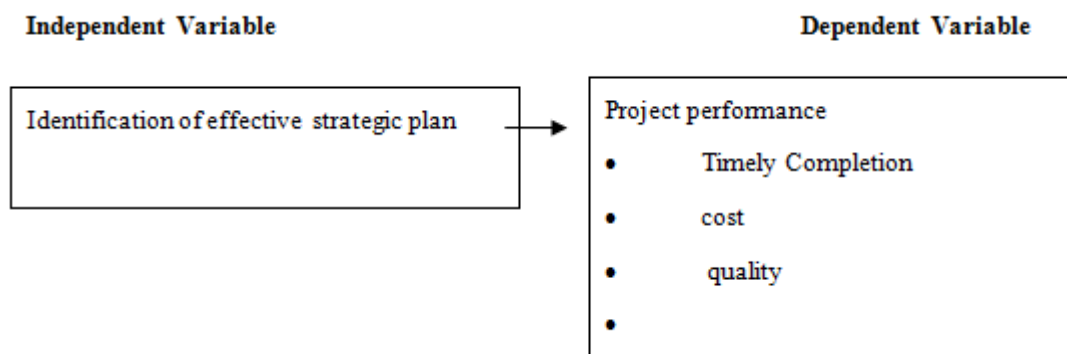 Independent Variable
Dependent Variable
Identification of effective strategic plan
Project performance
• Timely Completion
• cost
• quality
•